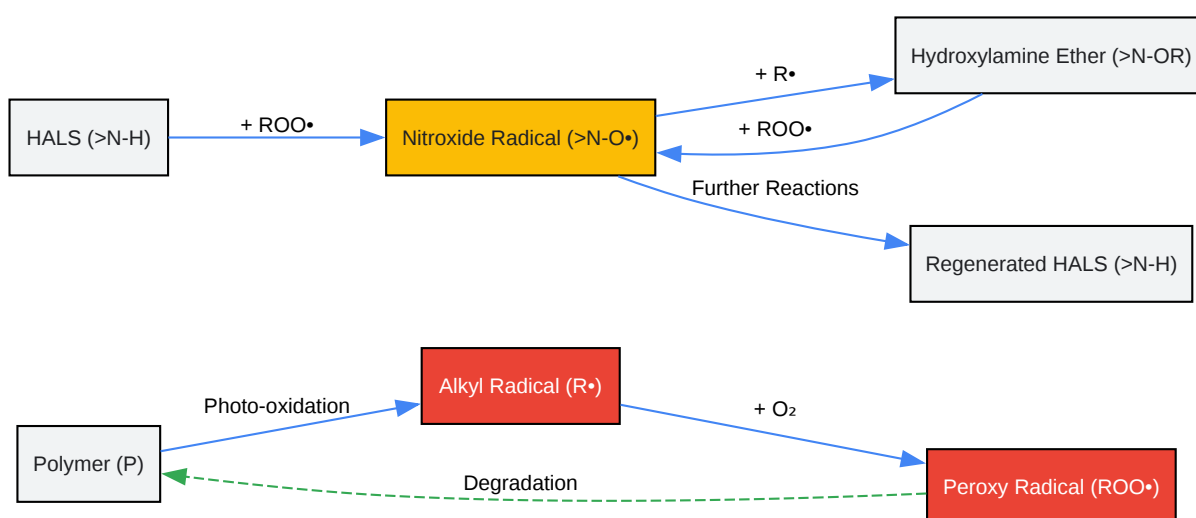 Hydroxylamine Ether (>N-OR)
+ R•
HALS (>N-H)
+ ROO•
Nitroxide Radical (>N-O•)
+ ROO•
Further Reactions
Regenerated HALS (>N-H)
Alkyl Radical (R•)
Photo-oxidation
+ O₂
Polymer (P)
Degradation
Peroxy Radical (ROO•)